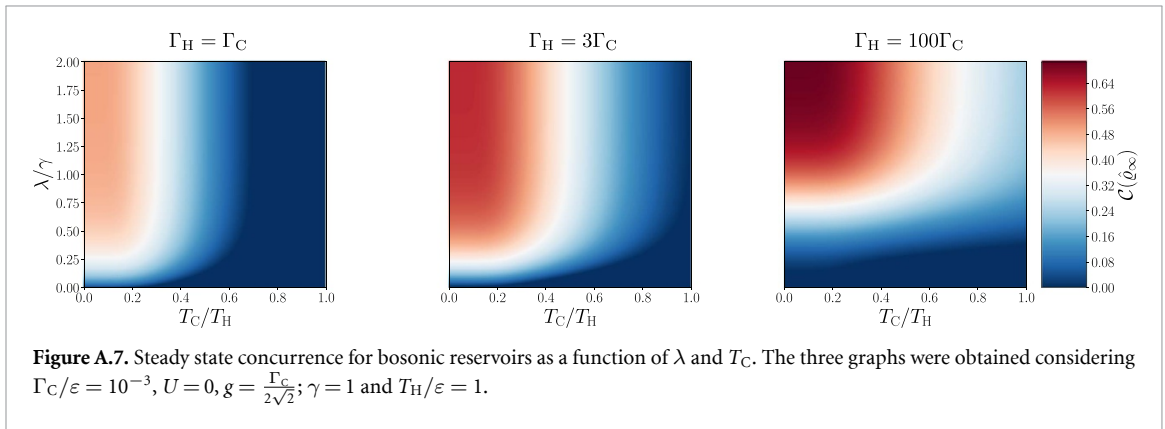 Γ_H = Γ_C
Γ_H = 3Γ_C
Γ_H = 100Γ_C
2.00
1.75
1.50
1.25
1.00
0.75
0.50
0.25
0.00
λ/γ
0.0 0.2 0.4 0.6 0.8 1.0
T_C/T_H
0.0 0.2 0.4 0.6 0.8 1.0
T_C/T_H
0.0 0.2 0.4 0.6 0.8 1.0
T_C/T_H
0.64
0.56
0.48
0.40
0.32
0.24
0.16
0.08
0.00
C(ϱ̂_∞)
Figure A.7. Steady state concurrence for bosonic reservoirs as a function of λ and T_C. The three graphs were obtained considering
Γ_C/ε = 10⁻³, U = 0, g = Γ_C/2√2; γ = 1 and T_H/ε = 1.